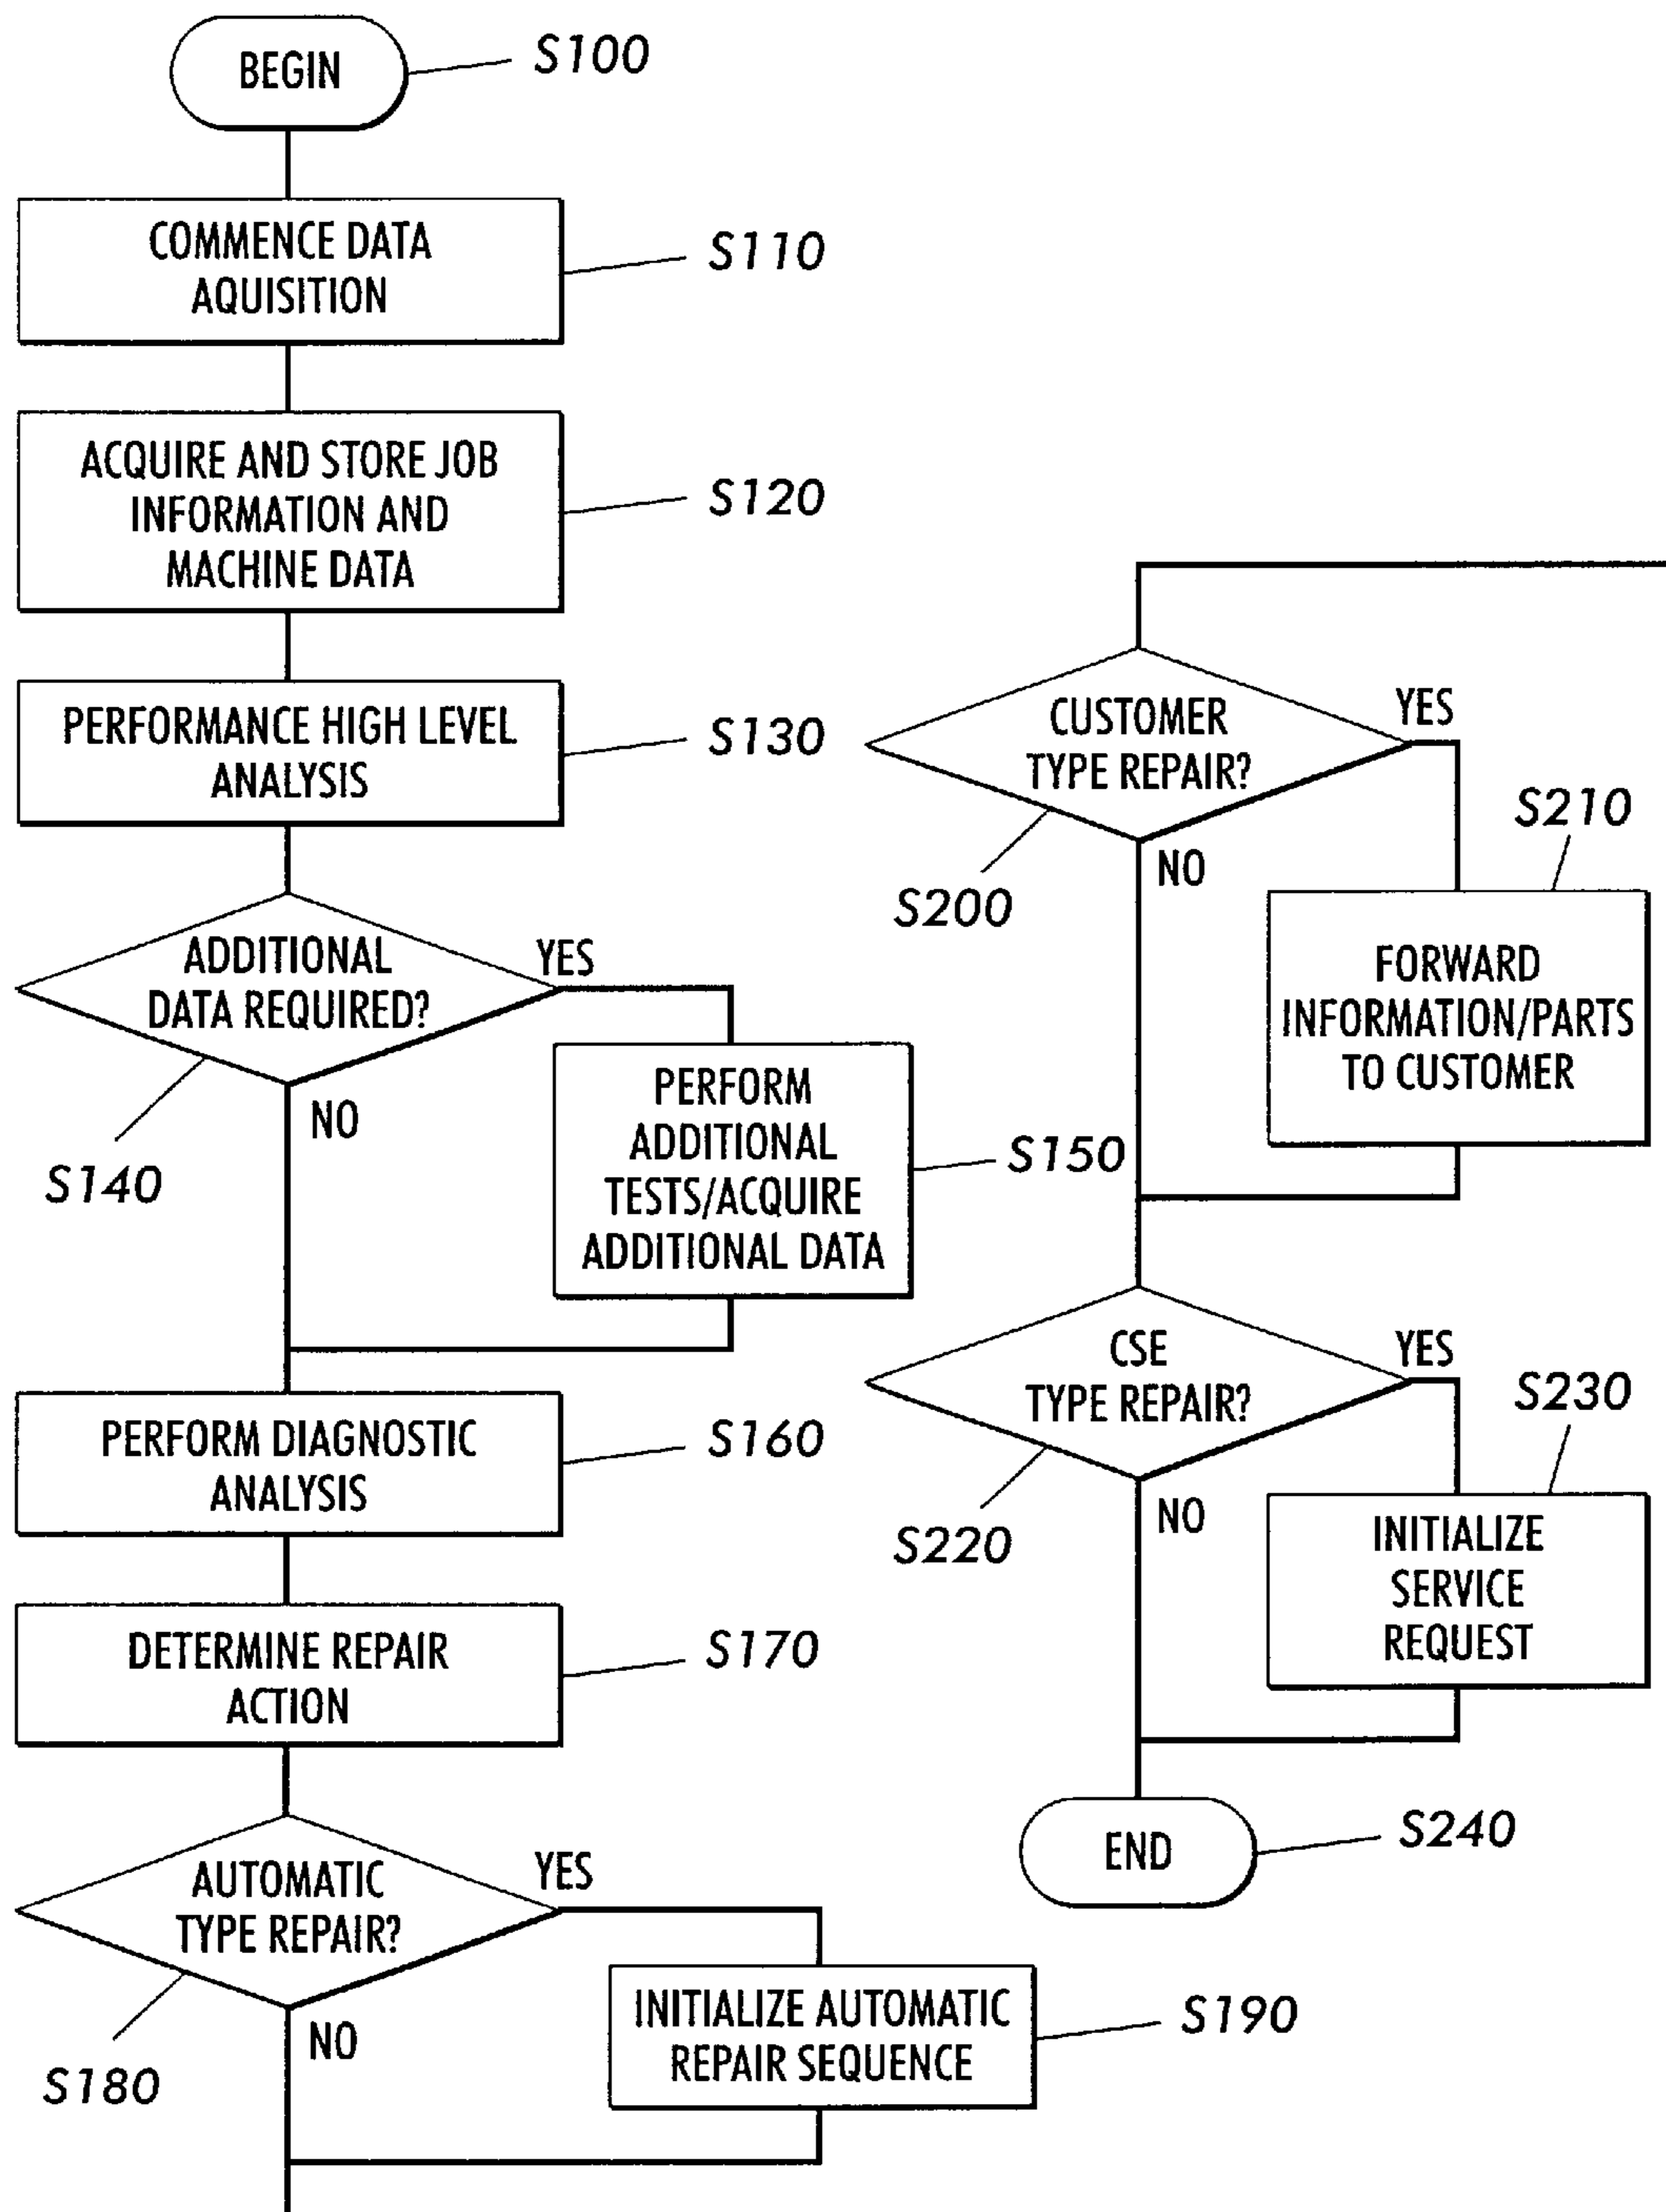 BEGIN
S100
COMMENCE DATA
AQUISITION
S110
ACQUIRE AND STORE JOB
INFORMATION AND
MACHINE DATA
S120
PERFORMANCE HIGH LEVEL
ANALYSIS
S130
ADDITIONAL
DATA REQUIRED?
YES
NO
S140
PERFORM
ADDITIONAL
TESTS/ACQUIRE
ADDITIONAL DATA
S150
PERFORM DIAGNOSTIC
ANALYSIS
S160
DETERMINE REPAIR
ACTION
S170
AUTOMATIC
TYPE REPAIR?
YES
NO
S180
INITIALIZE AUTOMATIC
REPAIR SEQUENCE
S190
CUSTOMER
TYPE REPAIR?
YES
NO
S200
S210
FORWARD
INFORMATION/PARTS
TO CUSTOMER
CSE
TYPE REPAIR?
YES
NO
S220
S230
INITIALIZE
SERVICE
REQUEST
END
S240